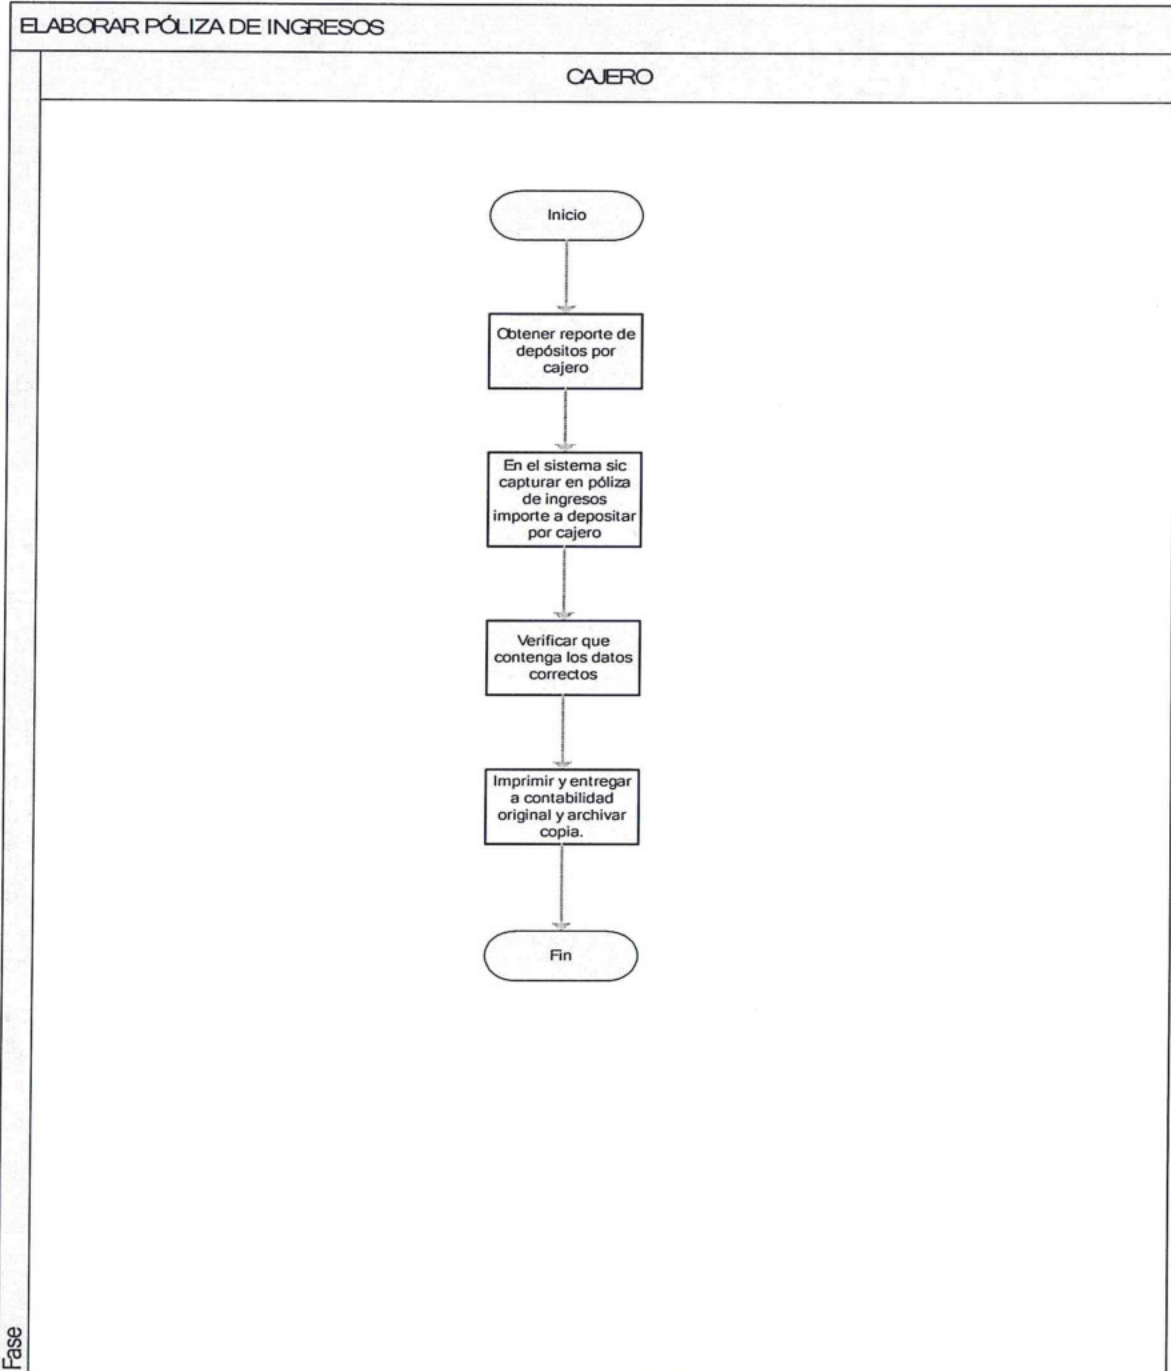 ELABORAR PÓLIZA DE INGRESOS
CAJERO
Inicio
Obtener reporte de
depósitos por
cajero
En el sistema sic
capturar en póliza
de ingresos
importe a depositar
por cajero
Verificar que
contenga los datos
correctos
Imprimir y entregar
a contabilidad
original y archivar
copia.
Fin
Fase